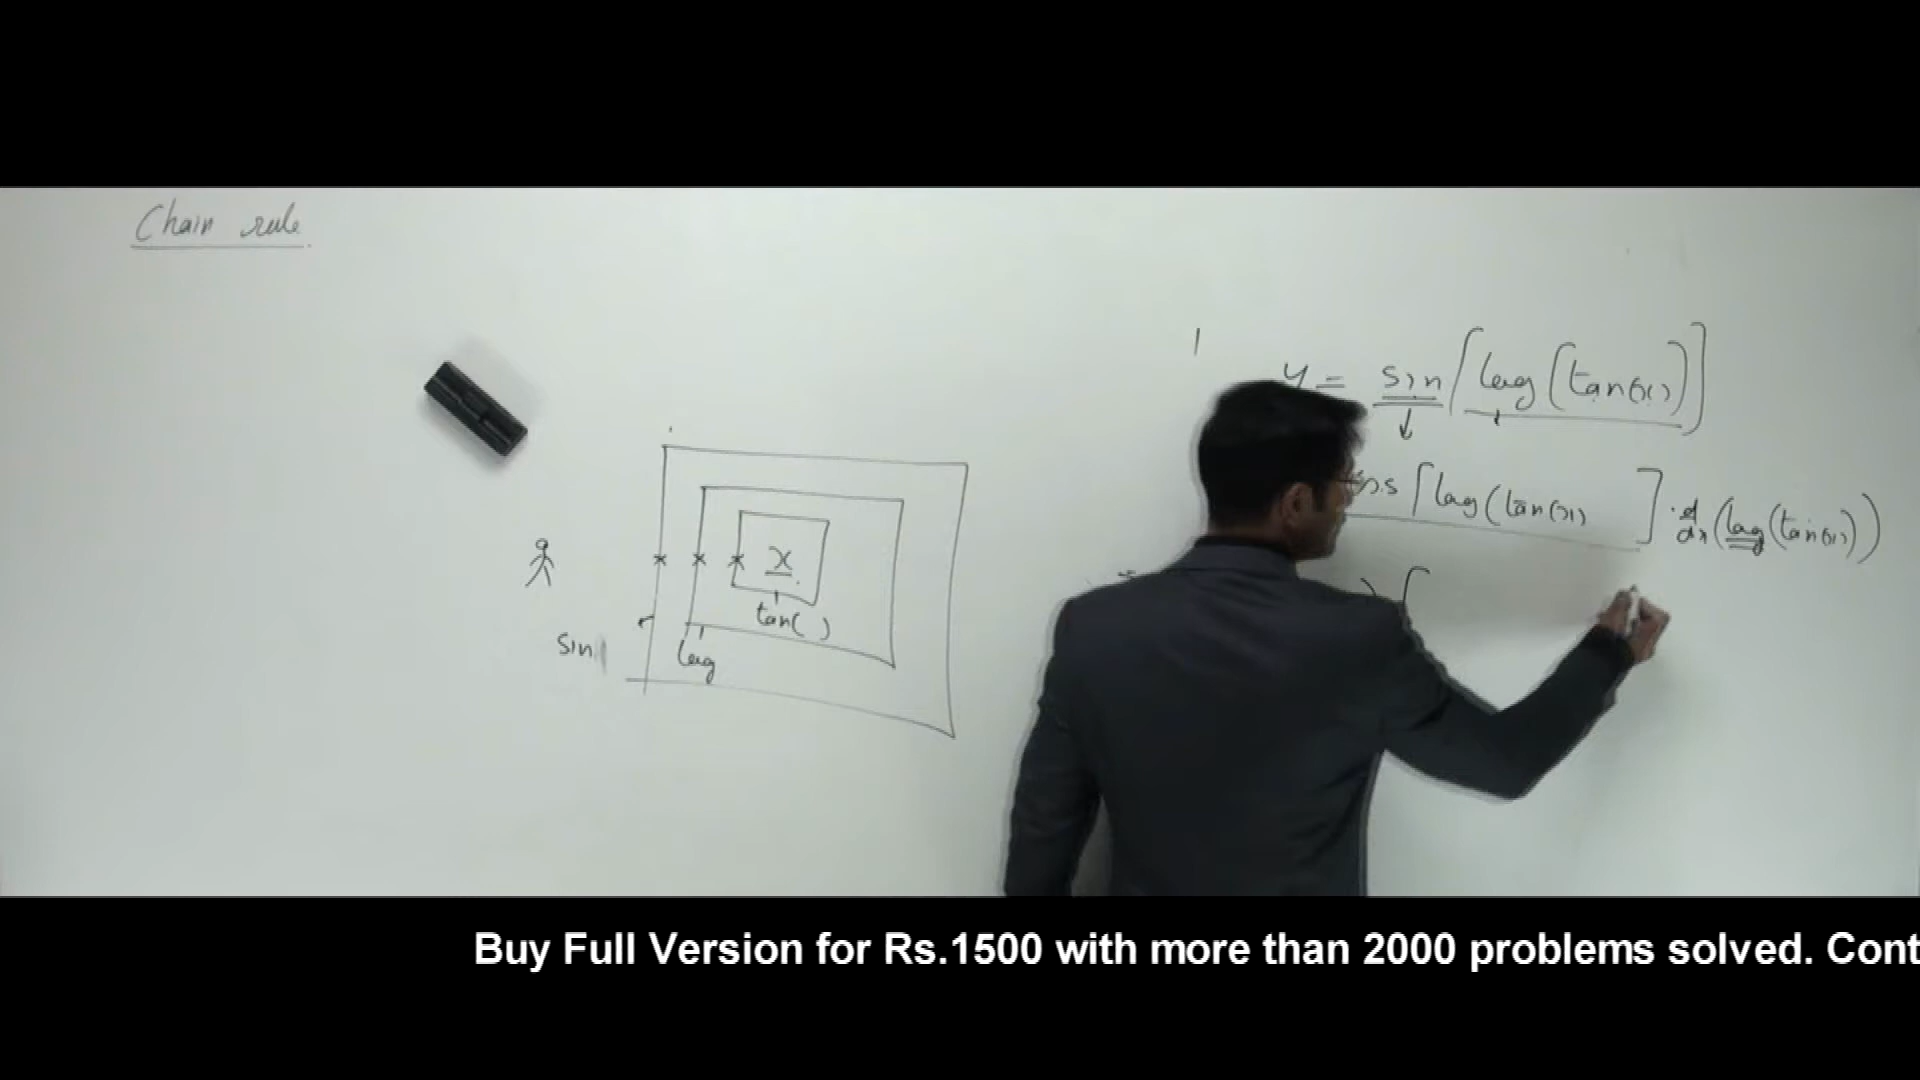 Chain rule.
y = sin [log (tan(x))]
cos [log (tan(x) ] . d/dx (log (tan(x)))
=
x
tan( )
sin
log
Buy Full Version for Rs.1500 with more than 2000 problems solved. Cont